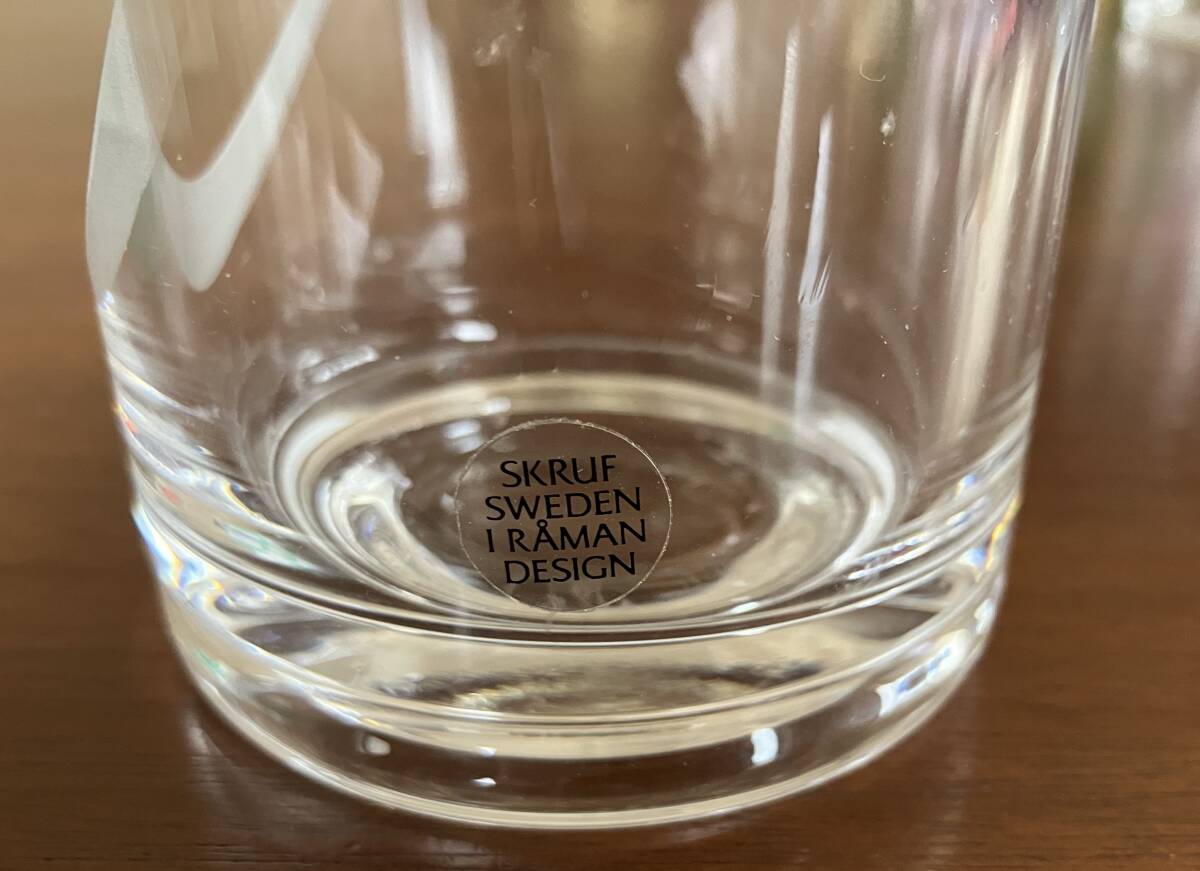 SKRUF
SWEDEN
I RÅMAN
DESIGN